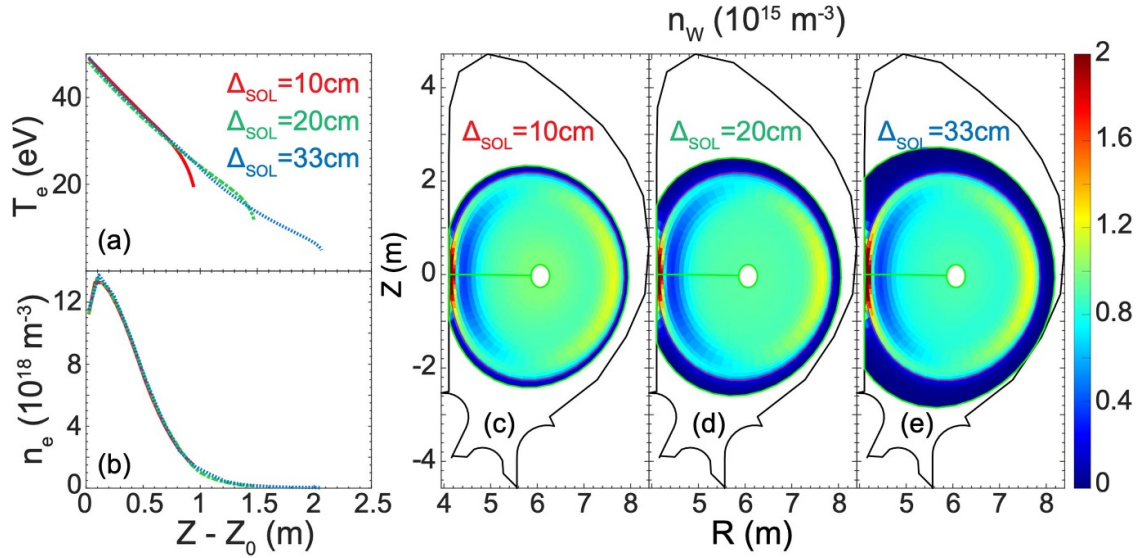 n_W (10^15 m^-3)
T_e (eV)
40
20
Δ_SOL=10cm
Δ_SOL=20cm
Δ_SOL=33cm
(a)
n_e (10^18 m^-3)
12
8
4
0
(b)
0 0.5 1 1.5 2 2.5
Z - Z_0 (m)
Z (m)
4
2
0
-2
-4
Δ_SOL=10cm
Δ_SOL=20cm
Δ_SOL=33cm
(c)
(d)
(e)
4 5 6 7 8
4 5 6 7 8
4 5 6 7 8
R (m)
2
1.6
1.2
0.8
0.4
0